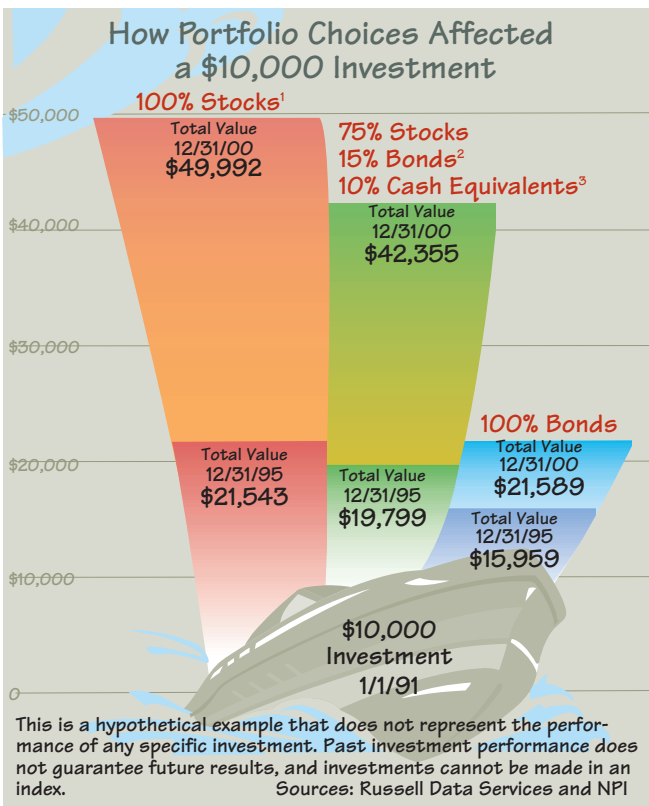 How Portfolio Choices Affected
a $10,000 Investment
100% Stocks¹
$50,000
Total Value
12/31/00
$49,992
75% Stocks
15% Bonds²
10% Cash Equivalents³
Total Value
12/31/00
$42,355
$40,000
$30,000
100% Bonds
Total Value
12/31/00
$21,589
Total Value
12/31/95
$21,543
$20,000
Total Value
12/31/95
$19,799
Total Value
12/31/95
$15,959
$10,000
$10,000
Investment
1/1/91
0
This is a hypothetical example that does not represent the perfor-
mance of any specific investment. Past investment performance does
not guarantee future results, and investments cannot be made in an
index. Sources: Russell Data Services and NPI